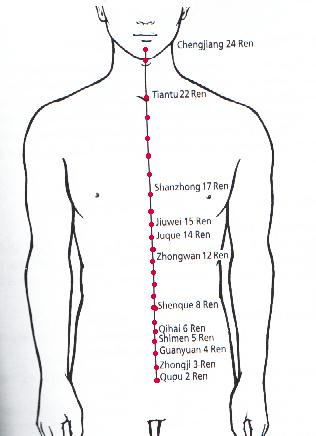 Chengjiang 24 Ren
Tiantu 22 Ren
Shanzhong 17 Ren
Jiuwei 15 Ren
Juque 14 Ren
Zhongwan 12 Ren
Shenque 8 Ren
Qihai 6 Ren
Shimen 5 Ren
Guanyuan 4 Ren
Zhongji 3 Ren
Qupu 2 Ren